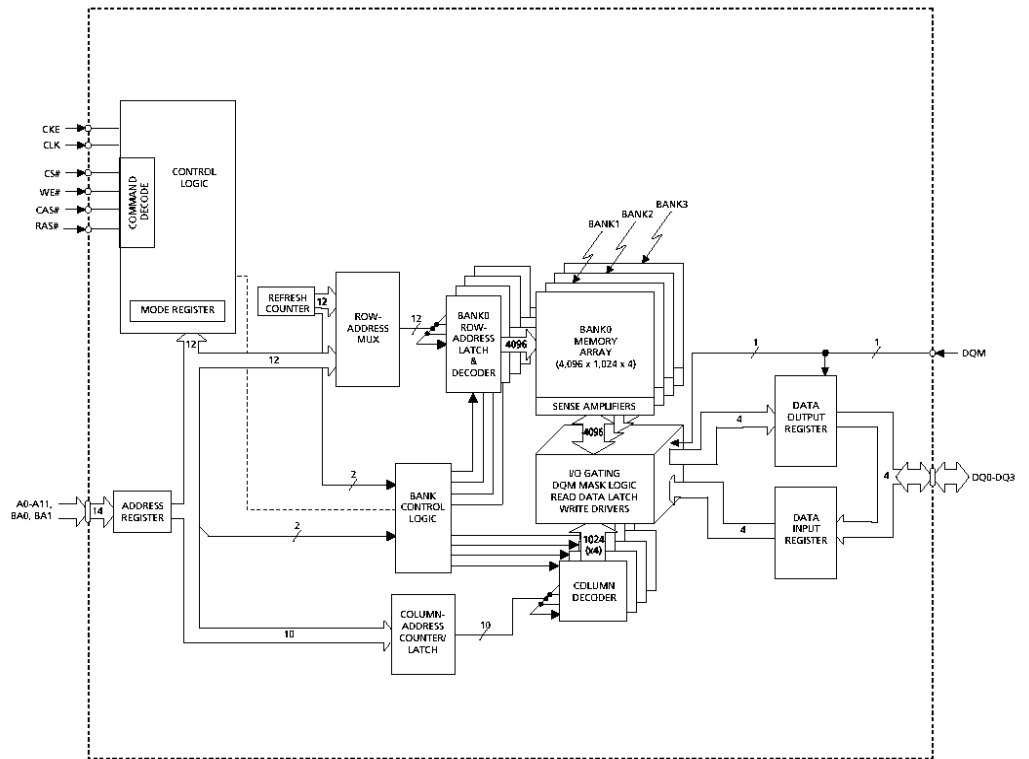 CKE
CLK
CS#
WE#
CAS#
RAS#
COMMAND
DECODE
CONTROL
LOGIC
MODE REGISTER
12
12
REFRESH
COUNTER
12
ROW-
ADDRESS
MUX
12
BANK0
ROW-
ADDRESS
LATCH
&
DECODER
4096
BANK1
BANK2
BANK3
BANK0
MEMORY
ARRAY
(4,096 x 1,024 x 4)
SENSE AMPLIFIERS
4096
I/O GATING
DQM MASK LOGIC
READ DATA LATCH
WRITE DRIVERS
1
1
DQM
4
DATA
OUTPUT
REGISTER
4
DQ0-DQ3
4
DATA
INPUT
REGISTER
A0-A11,
BA0, BA1
14
ADDRESS
REGISTER
2
2
BANK
CONTROL
LOGIC
1024
(x4)
COLUMN
DECODER
10
COLUMN-
ADDRESS
COUNTER/
LATCH
10